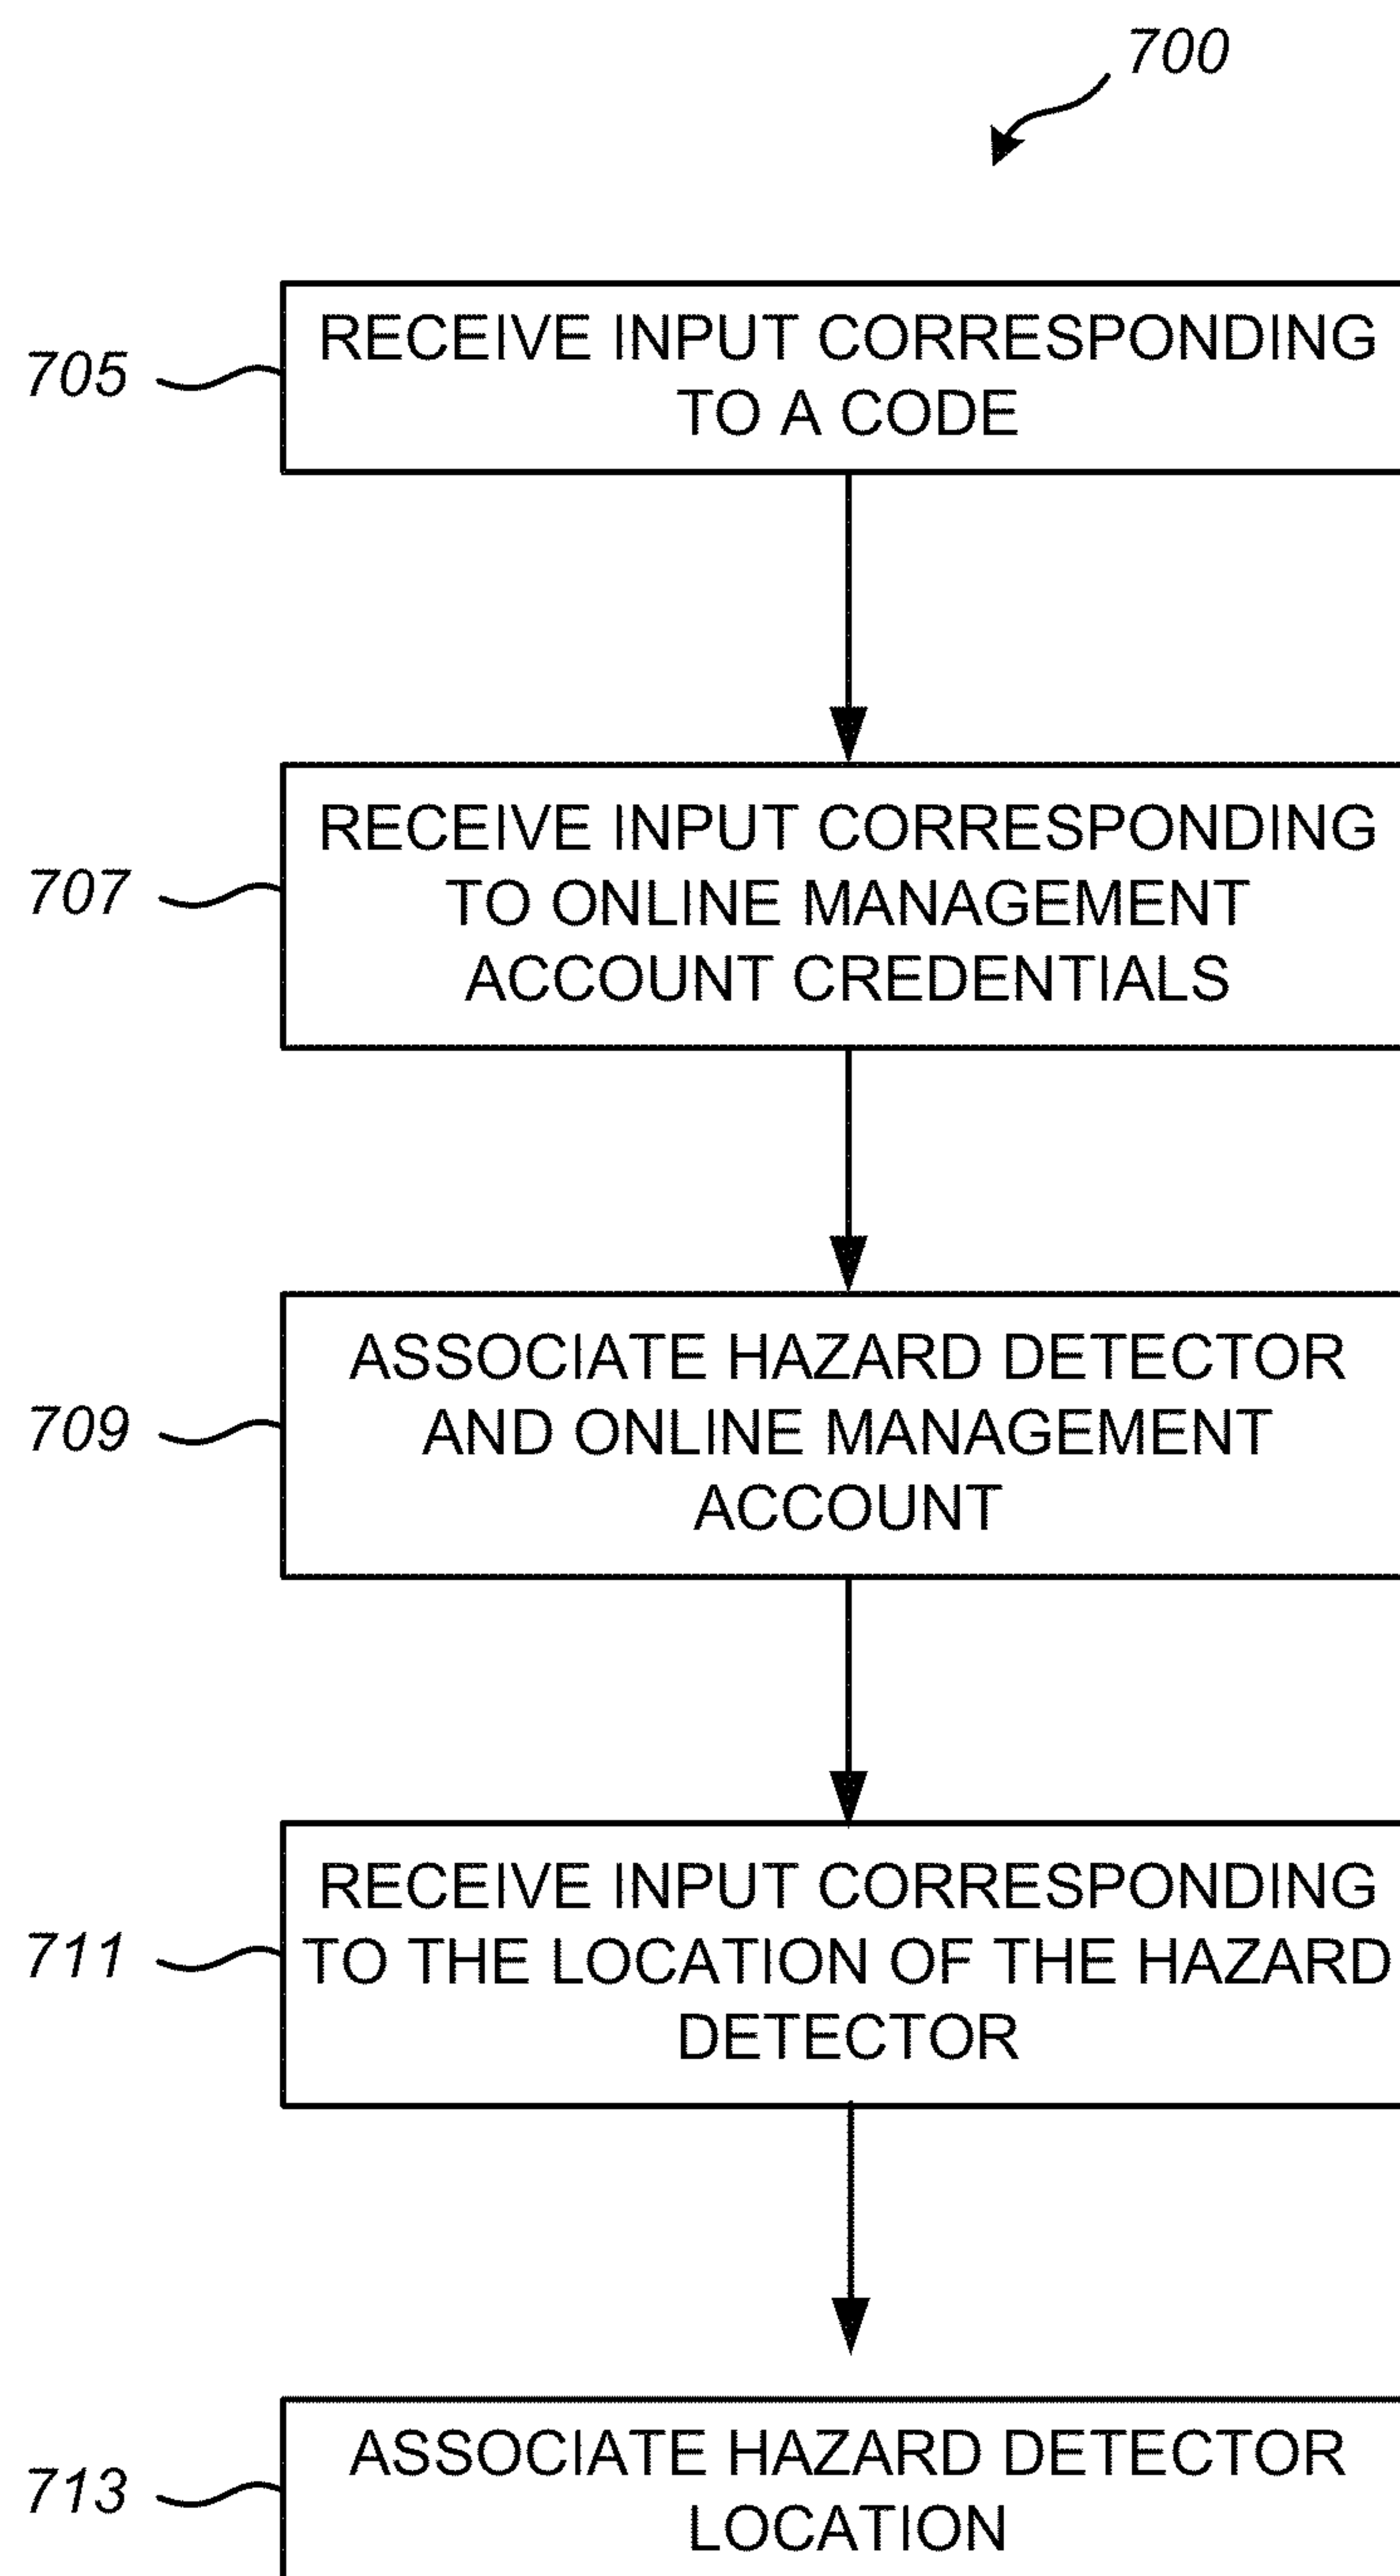 700
705
RECEIVE INPUT CORRESPONDING
TO A CODE
707
RECEIVE INPUT CORRESPONDING
TO ONLINE MANAGEMENT
ACCOUNT CREDENTIALS
709
ASSOCIATE HAZARD DETECTOR
AND ONLINE MANAGEMENT
ACCOUNT
711
RECEIVE INPUT CORRESPONDING
TO THE LOCATION OF THE HAZARD
DETECTOR
713
ASSOCIATE HAZARD DETECTOR
LOCATION